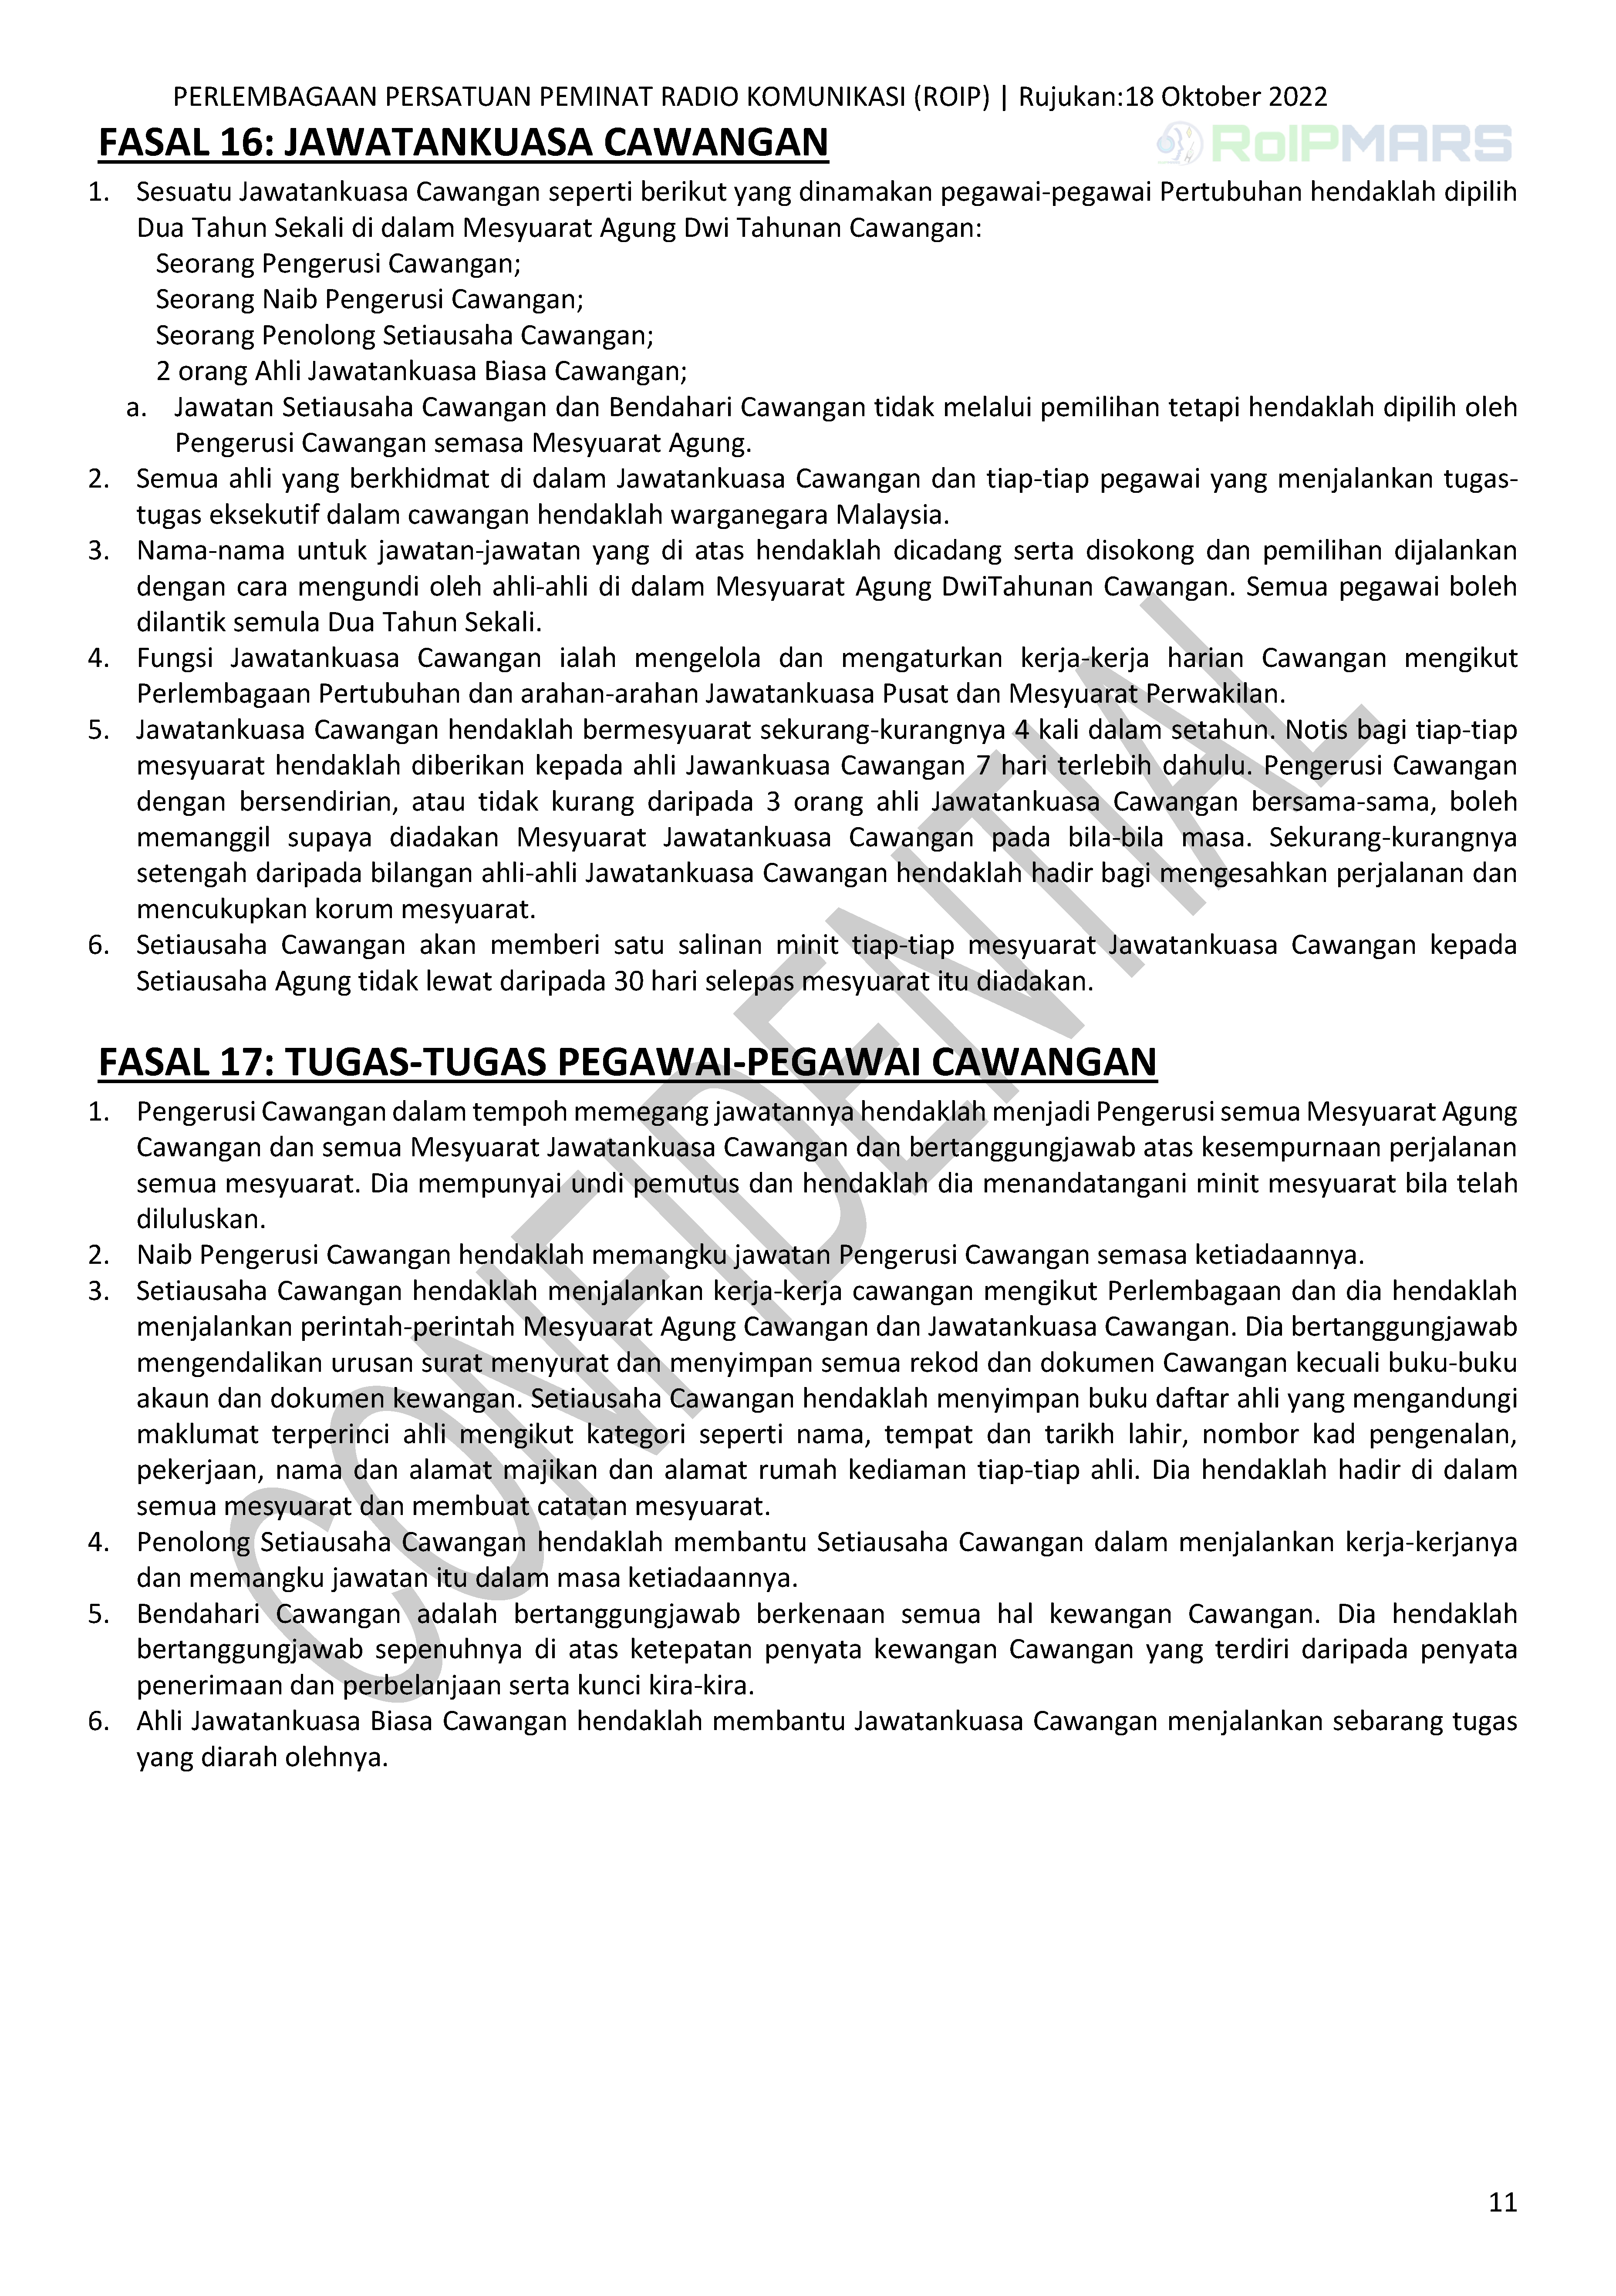 PERLEMBAGAAN PERSATUAN PEMINAT RADIO KOMUNIKASI (ROIP) | Rujukan:18 Oktober 2022
RoIPMARS
FASAL 16: JAWATANKUASA CAWANGAN
1. Sesuatu Jawatankuasa Cawangan seperti berikut yang dinamakan pegawai-pegawai Pertubuhan hendaklah dipilih
Dua Tahun Sekali di dalam Mesyuarat Agung Dwi Tahunan Cawangan:
Seorang Pengerusi Cawangan;
Seorang Naib Pengerusi Cawangan;
Seorang Penolong Setiausaha Cawangan;
2 orang Ahli Jawatankuasa Biasa Cawangan;
a. Jawatan Setiausaha Cawangan dan Bendahari Cawangan tidak melalui pemilihan tetapi hendaklah dipilih oleh
Pengerusi Cawangan semasa Mesyuarat Agung.
2. Semua ahli yang berkhidmat di dalam Jawatankuasa Cawangan dan tiap-tiap pegawai yang menjalankan tugas-
tugas eksekutif dalam cawangan hendaklah warganegara Malaysia.
3. Nama-nama untuk jawatan-jawatan yang di atas hendaklah dicadang serta disokong dan pemilihan dijalankan
dengan cara mengundi oleh ahli-ahli di dalam Mesyuarat Agung DwiTahunan Cawangan. Semua pegawai boleh
dilantik semula Dua Tahun Sekali.
4. Fungsi Jawatankuasa Cawangan ialah mengelola dan mengaturkan kerja-kerja harian Cawangan mengikut
Perlembagaan Pertubuhan dan arahan-arahan Jawatankuasa Pusat dan Mesyuarat Perwakilan.
5. Jawatankuasa Cawangan hendaklah bermesyuarat sekurang-kurangnya 4 kali dalam setahun. Notis bagi tiap-tiap
mesyuarat hendaklah diberikan kepada ahli Jawankuasa Cawangan 7 hari terlebih dahulu. Pengerusi Cawangan
dengan bersendirian, atau tidak kurang daripada 3 orang ahli Jawatankuasa Cawangan bersama-sama, boleh
memanggil supaya diadakan Mesyuarat Jawatankuasa Cawangan pada bila-bila masa. Sekurang-kurangnya
setengah daripada bilangan ahli-ahli Jawatankuasa Cawangan hendaklah hadir bagi mengesahkan perjalanan dan
mencukupkan korum mesyuarat.
6. Setiausaha Cawangan akan memberi satu salinan minit tiap-tiap mesyuarat Jawatankuasa Cawangan kepada
Setiausaha Agung tidak lewat daripada 30 hari selepas mesyuarat itu diadakan.
FASAL 17: TUGAS-TUGAS PEGAWAI-PEGAWAI CAWANGAN
1. Pengerusi Cawangan dalam tempoh memegang jawatannya hendaklah menjadi Pengerusi semua Mesyuarat Agung
Cawangan dan semua Mesyuarat Jawatankuasa Cawangan dan bertanggungjawab atas kesempurnaan perjalanan
semua mesyuarat. Dia mempunyai undi pemutus dan hendaklah dia menandatangani minit mesyuarat bila telah
diluluskan.
2. Naib Pengerusi Cawangan hendaklah memangku jawatan Pengerusi Cawangan semasa ketiadaannya.
3. Setiausaha Cawangan hendaklah menjalankan kerja-kerja cawangan mengikut Perlembagaan dan dia hendaklah
menjalankan perintah-perintah Mesyuarat Agung Cawangan dan Jawatankuasa Cawangan. Dia bertanggungjawab
mengendalikan urusan surat menyurat dan menyimpan semua rekod dan dokumen Cawangan kecuali buku-buku
akaun dan dokumen kewangan. Setiausaha Cawangan hendaklah menyimpan buku daftar ahli yang mengandungi
maklumat terperinci ahli mengikut kategori seperti nama, tempat dan tarikh lahir, nombor kad pengenalan,
pekerjaan, nama dan alamat majikan dan alamat rumah kediaman tiap-tiap ahli. Dia hendaklah hadir di dalam
semua mesyuarat dan membuat catatan mesyuarat.
4. Penolong Setiausaha Cawangan hendaklah membantu Setiausaha Cawangan dalam menjalankan kerja-kerjanya
dan memangku jawatan itu dalam masa ketiadaannya.
5. Bendahari Cawangan adalah bertanggungjawab berkenaan semua hal kewangan Cawangan. Dia hendaklah
bertanggungjawab sepenuhnya di atas ketepatan penyata kewangan Cawangan yang terdiri daripada penyata
penerimaan dan perbelanjaan serta kunci kira-kira.
6. Ahli Jawatankuasa Biasa Cawangan hendaklah membantu Jawatankuasa Cawangan menjalankan sebarang tugas
yang diarah olehnya.
CONFIDENTIAL
11